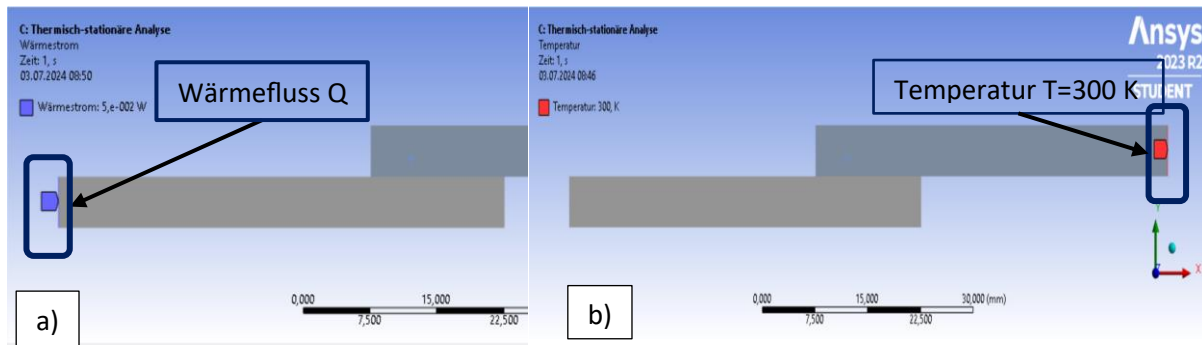 C: Thermisch-stationäre Analyse
Wärmestrom
Zeit: 1, s
03.07.2024 08:50
Wärmestrom: 5,e-002 W
Wärmefluss Q
0,000
15,000
7,500
22,500
a)
C: Thermisch-stationäre Analyse
Temperatur
Zeit: 1, s
03.07.2024 08:46
Temperatur: 300, K
Ansys
2023 R2
STUDENT
Temperatur T=300 K
Y
X
Z
0,000
15,000
30,000 (mm)
7,500
22,500
b)